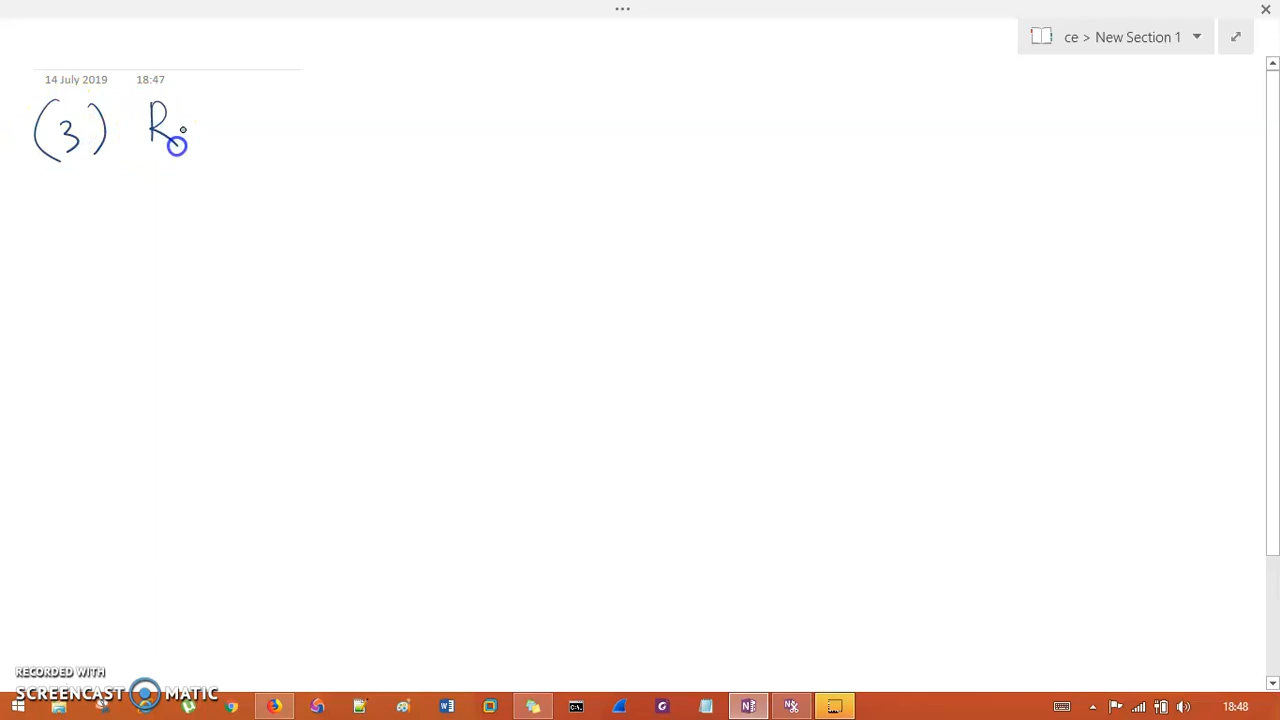 ...
ce > New Section 1
14 July 2019 18:47
(3) R
RECORDED WITH
SCREENCAST MATIC
18:48